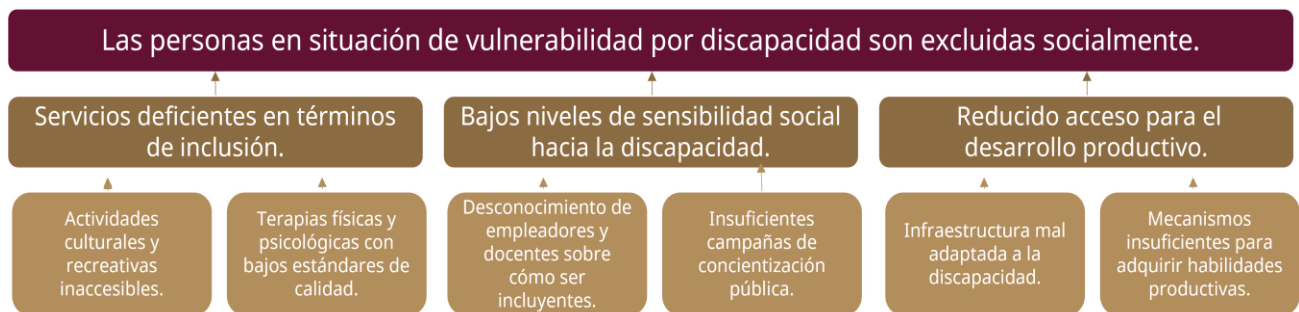 Las personas en situación de vulnerabilidad por discapacidad son excluidas socialmente.
Servicios deficientes en términos
de inclusión.
Bajos niveles de sensibilidad social
hacia la discapacidad.
Reducido acceso para el
desarrollo productivo.
Actividades
culturales y
recreativas
inaccesibles.
Terapias físicas y
psicológicas con
bajos estándares de
calidad.
Desconocimiento de
empleadores y
docentes sobre
cómo ser
incluyentes.
Insuficientes
campañas de
concientización
pública.
Infraestructura mal
adaptada a la
discapacidad.
Mecanismos
insuficientes para
adquirir habilidades
productivas.